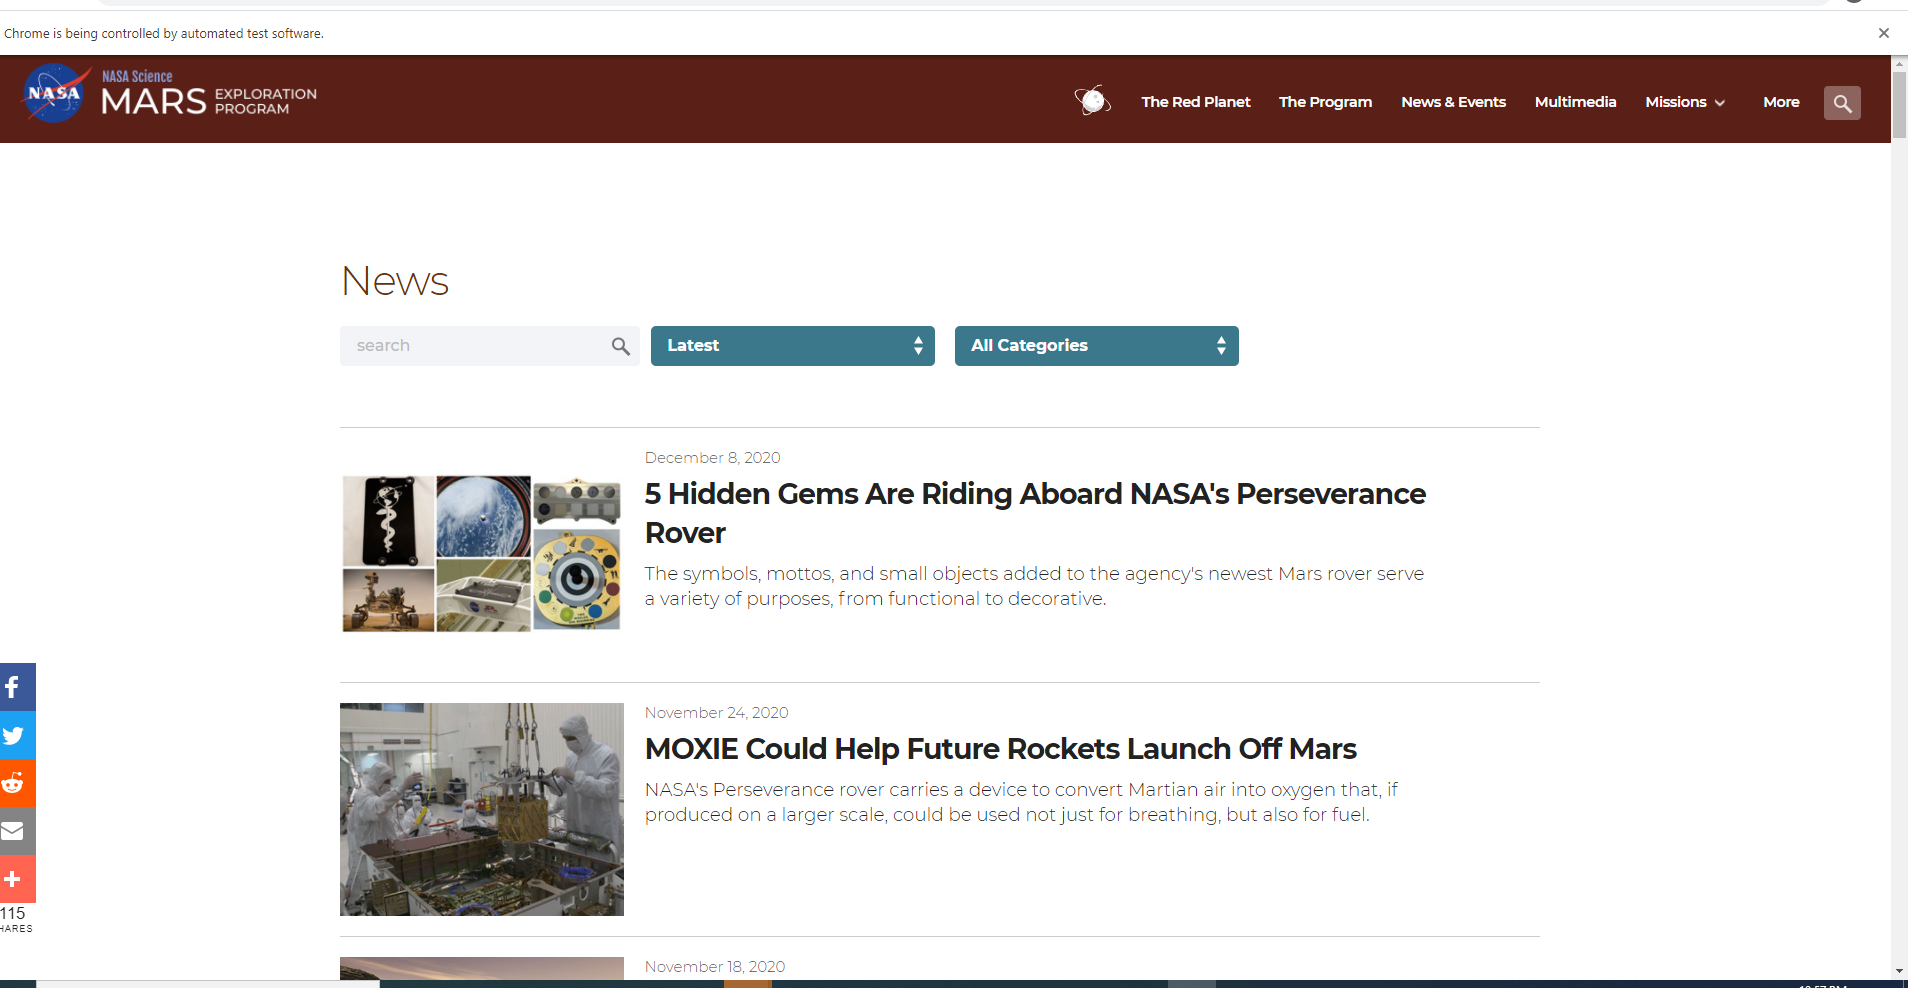 Chrome is being controlled by automated test software.
NASA
NASA Science
MARS EXPLORATION PROGRAM
The Red Planet
The Program
News & Events
Multimedia
Missions
More
News
search
Latest
All Categories
December 8, 2020
5 Hidden Gems Are Riding Aboard NASA's Perseverance
Rover
The symbols, mottos, and small objects added to the agency's newest Mars rover serve
a variety of purposes, from functional to decorative.
November 24, 2020
MOXIE Could Help Future Rockets Launch Off Mars
NASA's Perseverance rover carries a device to convert Martian air into oxygen that, if
produced on a larger scale, could be used not just for breathing, but also for fuel.
115
HARES
November 18, 2020